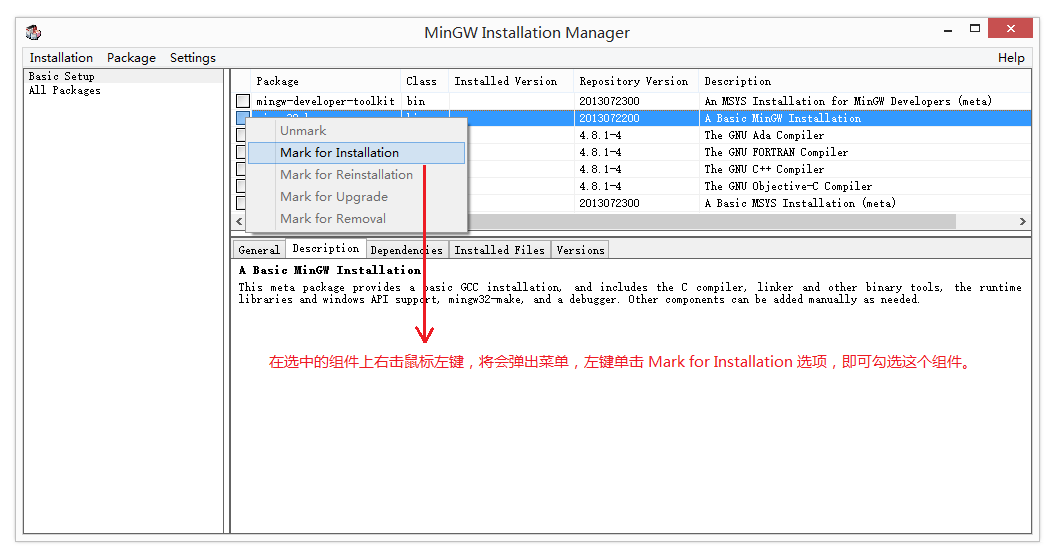 MinGW Installation Manager
Installation Package Settings Help
Basic Setup
All Packages
Package Class Installed Version Repository Version Description
mingw-developer-toolkit bin 2013072300 An MSYS Installation for MinGW Developers (meta)
2013072200 A Basic MinGW Installation
4.8.1-4 The GNU Ada Compiler
4.8.1-4 The GNU FORTRAN Compiler
4.8.1-4 The GNU C++ Compiler
4.8.1-4 The GNU Objective-C Compiler
2013072300 A Basic MSYS Installation (meta)
Unmark
Mark for Installation
Mark for Reinstallation
Mark for Upgrade
Mark for Removal
General Description Dependencies Installed Files Versions
A Basic MinGW Installation
This meta package provides a basic GCC installation, and includes the C compiler, linker and other binary tools, the runtime
libraries and windows API support, mingw32-make, and a debugger. Other components can be added manually as needed.
在选中的组件上右击鼠标左键，将会弹出菜单，左键单击 Mark for Installation 选项，即可勾选这个组件。